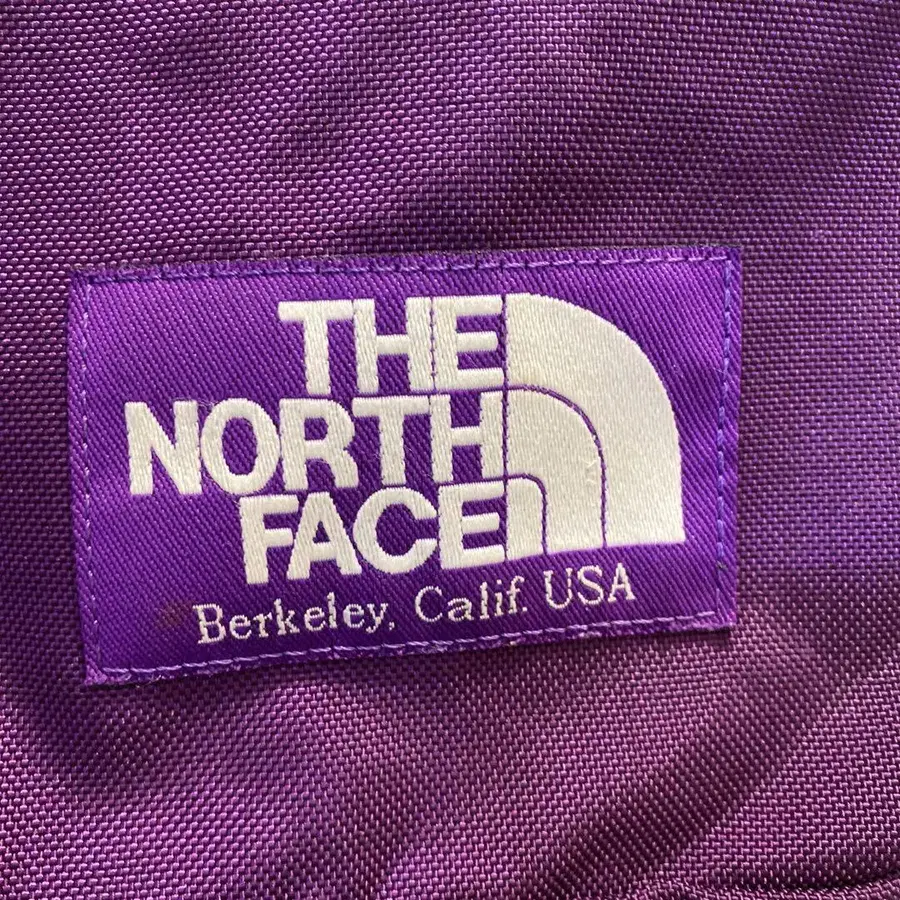 THE
NORTH
FACE
Berkeley, Calif. USA